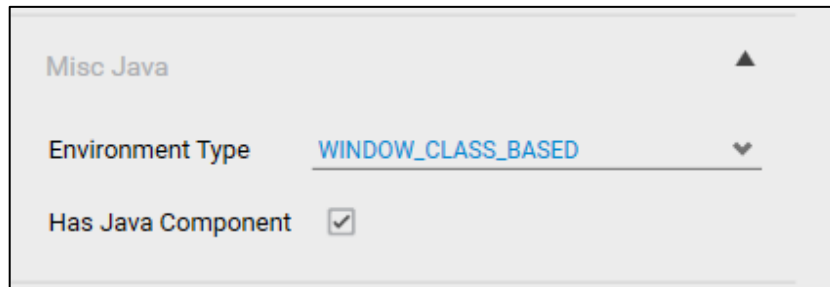 Misc Java
Environment Type WINDOW_CLASS_BASED
Has Java Component